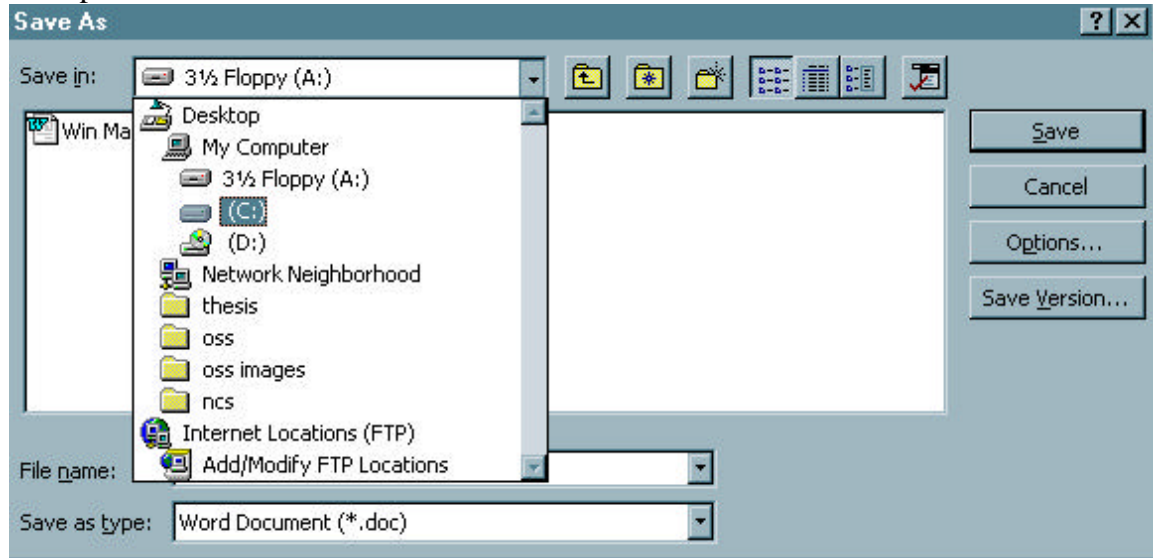 Save As
Save in: 3½ Floppy (A:)
Win Ma
Desktop
My Computer
3½ Floppy (A:)
(C:)
(D:)
Network Neighborhood
thesis
oss
oss images
ncs
Internet Locations (FTP)
Add/Modify FTP Locations
Save
Cancel
Options...
Save Version...
File name:
Save as type: Word Document (*.doc)